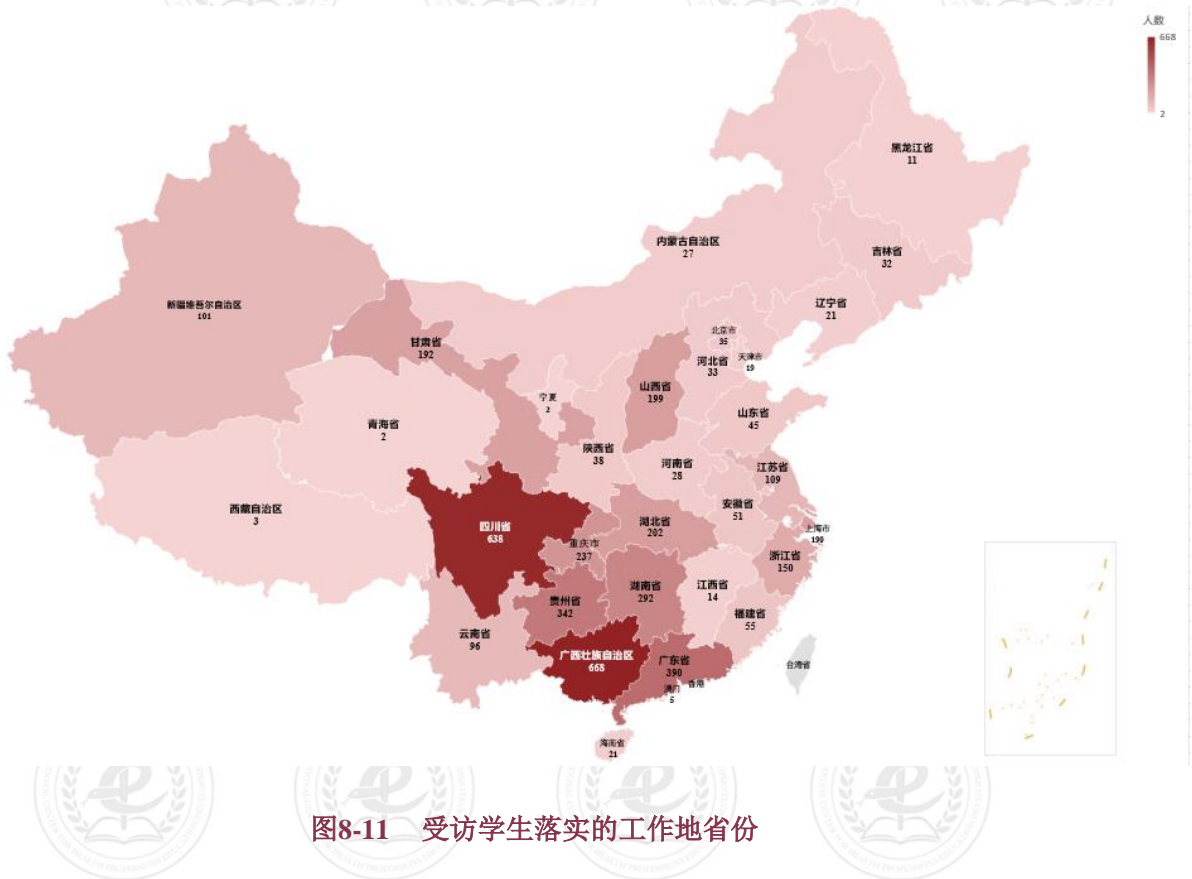 人数
668
2
黑龙江省
11
内蒙古自治区
27
吉林省
32
新疆维吾尔自治区
101
辽宁省
21
北京市
35
甘肃省
192
天津市
19
河北省
33
山西省
199
宁夏
2
山东省
45
青海省
2
陕西省
38
河南省
28
江苏省
109
西藏自治区
3
安徽省
51
四川省
638
湖北省
202
上海市
重庆市
237
浙江省
150
湖南省
292
江西省
14
贵州省
342
福建省
55
云南省
96
广西壮族自治区
668
广东省
390
台湾省
香港
澳门
5
海南省
21
图8-11 受访学生落实的工作地省份